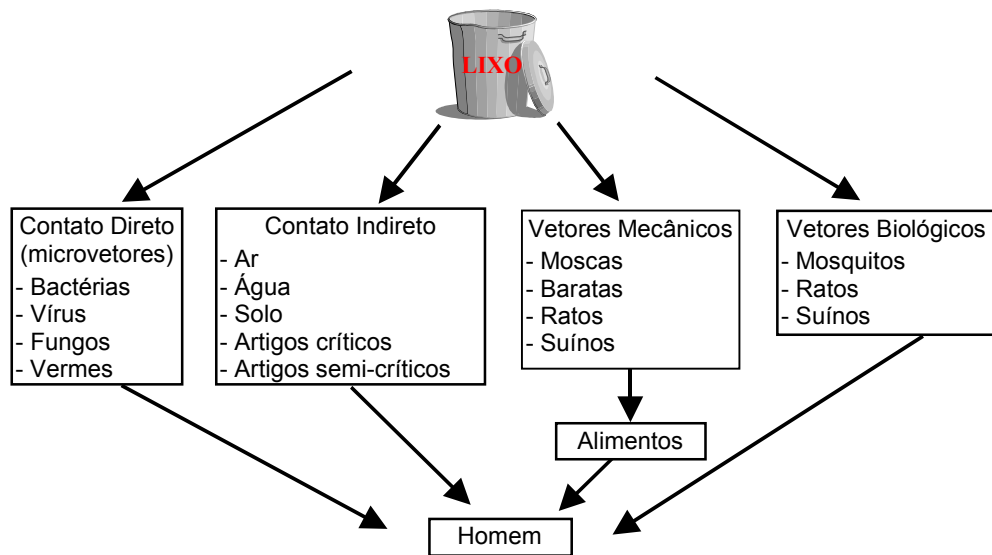 LIXO
Contato Direto
(microvetores)
- Bactérias
- Vírus
- Fungos
- Vermes
Contato Indireto
- Ar
- Água
- Solo
- Artigos críticos
- Artigos semi-críticos
Vetores Mecânicos
- Moscas
- Baratas
- Ratos
- Suínos
Vetores Biológicos
- Mosquitos
- Ratos
- Suínos
Alimentos
Homem